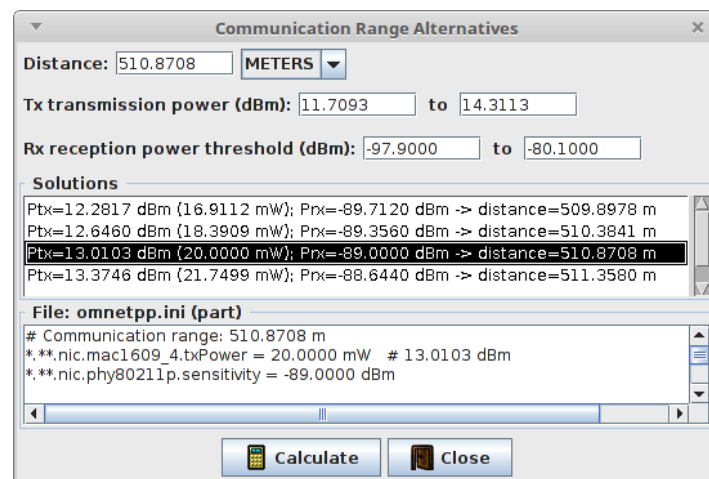 Communication Range Alternatives
Distance: 510.8708 METERS
Tx transmission power (dBm): 11.7093 to 14.3113
Rx reception power threshold (dBm): -97.9000 to -80.1000
Solutions
Ptx=12.2817 dBm (16.9112 mW); Prx=-89.7120 dBm -> distance=509.8978 m
Ptx=12.6460 dBm (18.3909 mW); Prx=-89.3560 dBm -> distance=510.3841 m
Ptx=13.0103 dBm (20.0000 mW); Prx=-89.0000 dBm -> distance=510.8708 m
Ptx=13.3746 dBm (21.7499 mW); Prx=-88.6440 dBm -> distance=511.3580 m
File: omnetpp.ini (part)
# Communication range: 510.8708 m
*.**.nic.mac1609_4.txPower = 20.0000 mW # 13.0103 dBm
*.**.nic.phy80211p.sensitivity = -89.0000 dBm
Calculate Close